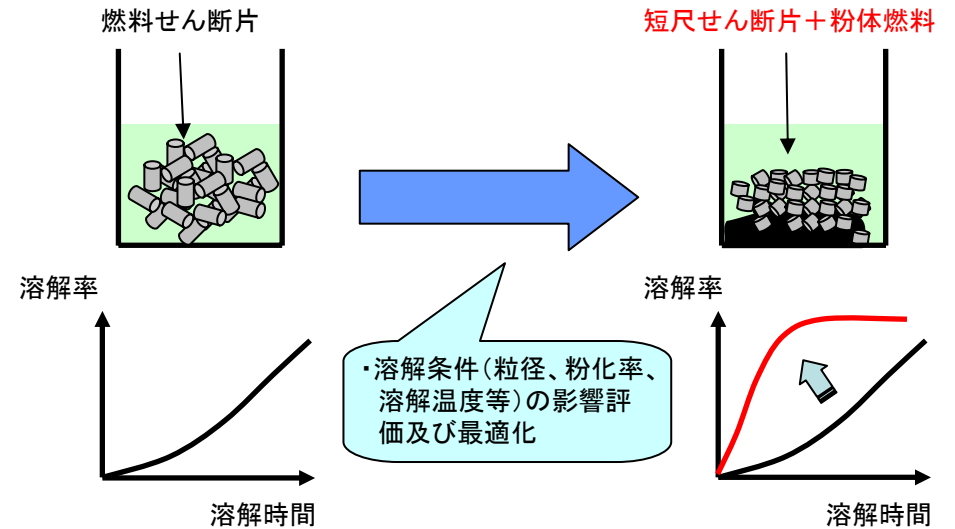 燃料せん断片
短尺せん断片＋粉体燃料
溶解率
溶解時間
・溶解条件（粒径、粉化率、
溶解温度等）の影響評
価及び最適化
溶解率
溶解時間